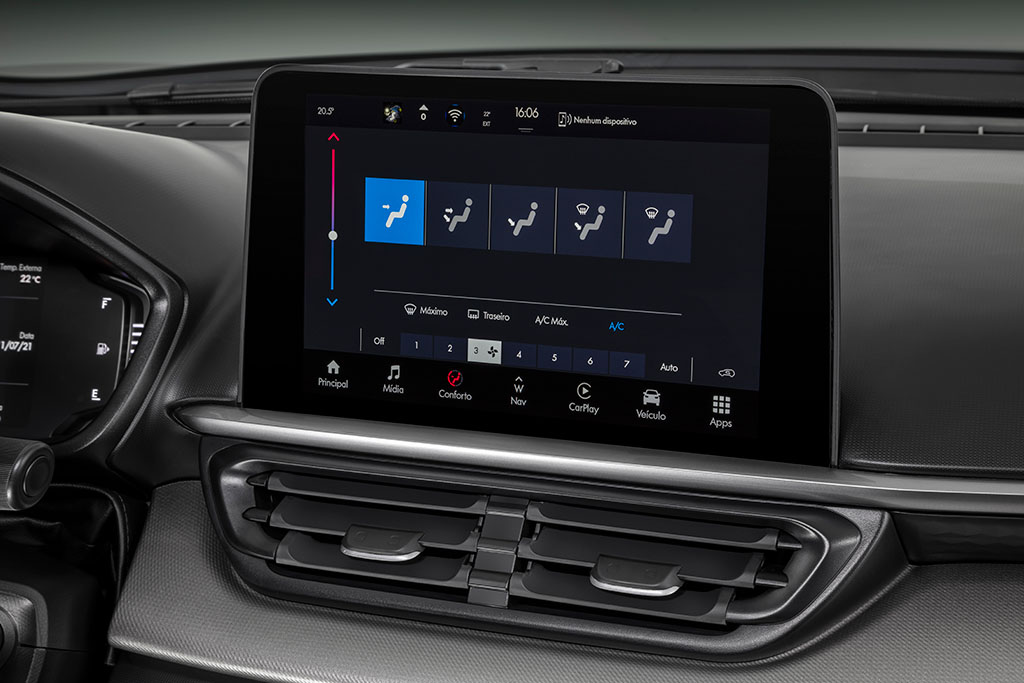 20.5°
0
22°
EXT
16:06
Nenhum dispositivo
Máximo
Traseiro
A/C Máx.
A/C
Off
1
2
3
4
5
6
7
Auto
Principal
Mídia
Conforto
W
Nav
CarPlay
Veículo
Apps
Temp. Externa
22°C
Data
1/07/21
F
E